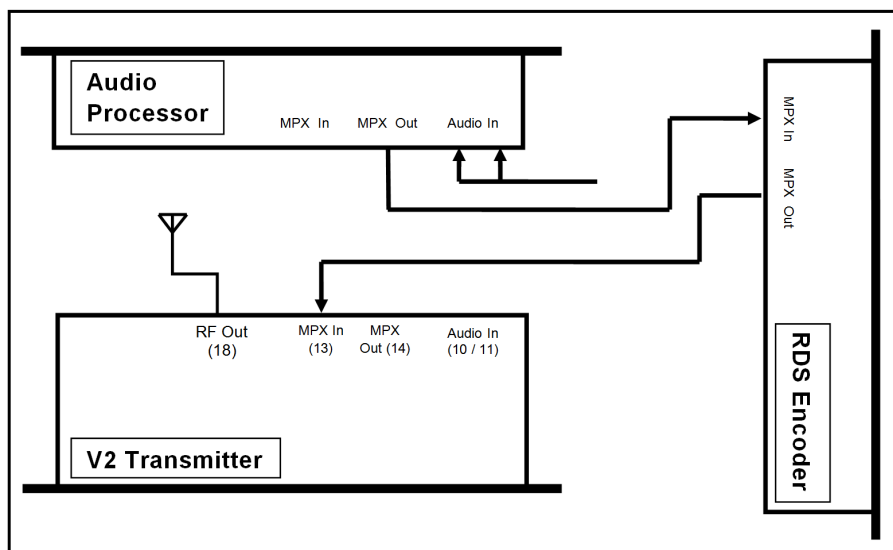 Audio
Processor
MPX In
MPX Out
Audio In
MPX In
MPX Out
RF Out
(18)
MPX In
(13)
MPX
Out (14)
Audio In
(10 / 11)
V2 Transmitter
RDS Encoder